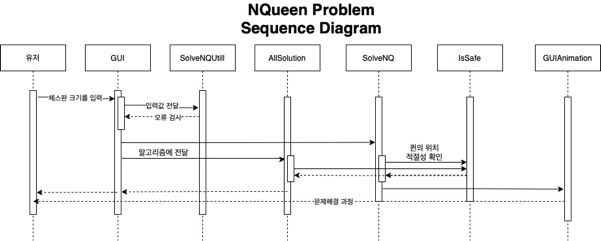 NQueen Problem
Sequence Diagram
유저
GUI
SolveNQUtill
AllSolution
SolveNQ
IsSafe
GUIAnimation
체스판 크기를 입력
입력값 전달
오류 검사
알고리즘에 전달
퀸의 위치
적절성 확인
문제해결 과정